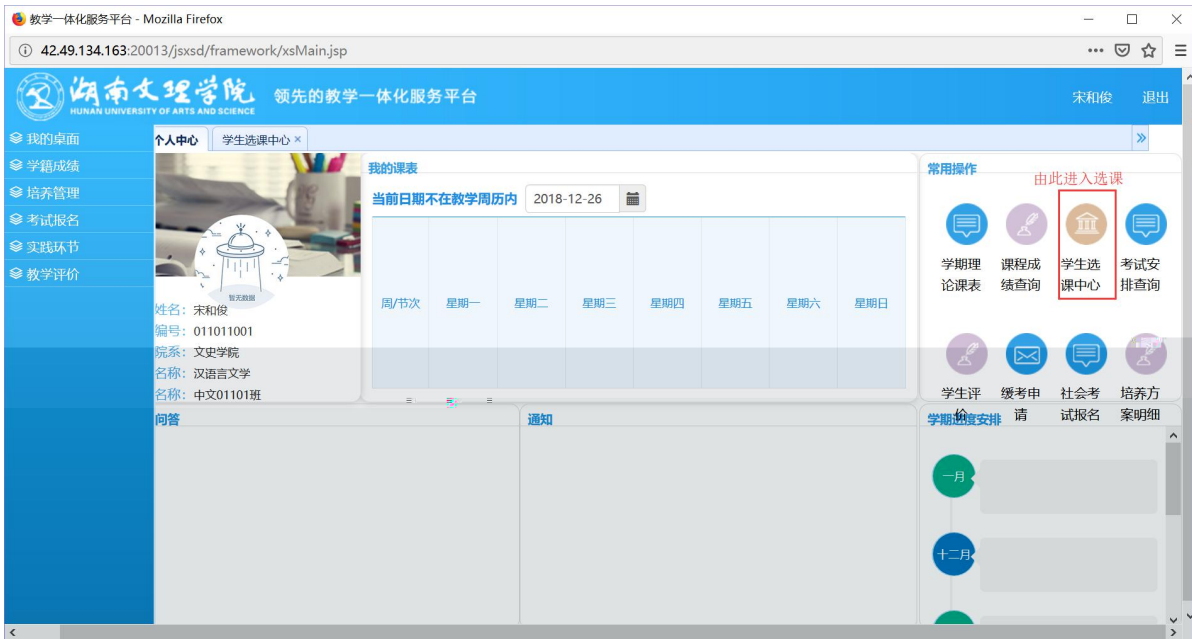 教学一体化服务平台 - Mozilla Firefox
42.49.134.163:20013/jsxsd/framework/xsMain.jsp
湖南文理学院
HUNAN UNIVERSITY OF ARTS AND SCIENCE
领先的教学一体化服务平台
宋和俊 退出
我的桌面
学籍成绩
培养管理
考试报名
实践环节
教学评价
个人中心 学生选课中心 ×
暂无数据
姓名：宋和俊
编号：011011001
院系：文史学院
名称：汉语言文学
名称：中文01101班
我的课表
当前日期不在教学周历内 2018-12-26
周/节次 星期一 星期二 星期三 星期四 星期五 星期六 星期日
常用操作
由此进入选课
学期理论课表
课程成绩查询
学生选课中心
考试安排查询
学生评价
缓考申请
社会考试报名
培养方案明细
问答
通知
学期进度安排
一月
十二月